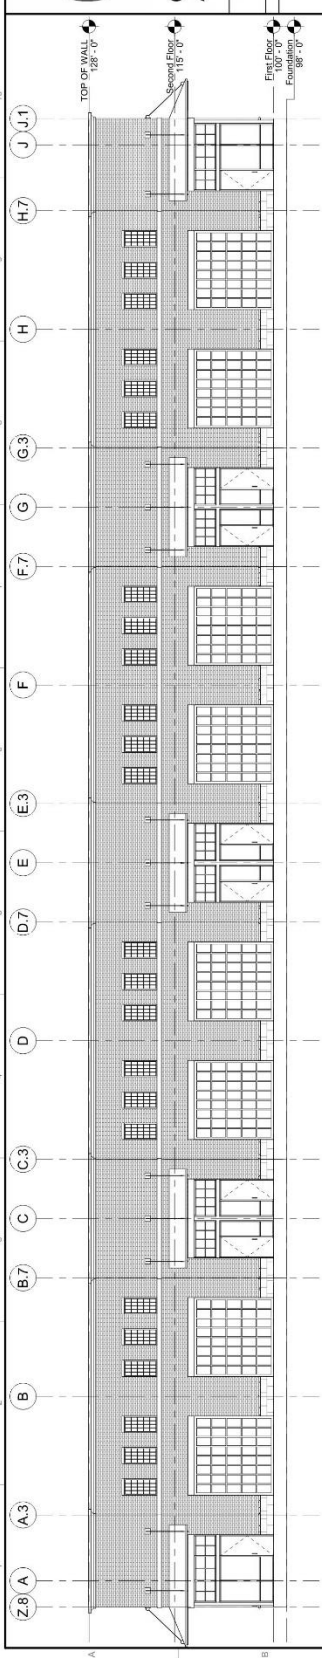 Z.8
A
A.3
B
B.7
C
C.3
D
D.7
E
E.3
F
F.7
G
G.3
H
H.7
J
J.1
TOP OF WALL
128' - 0"
Second Floor
115' - 0"
First Floor
100' - 0"
Foundation
98' - 0"
A
B